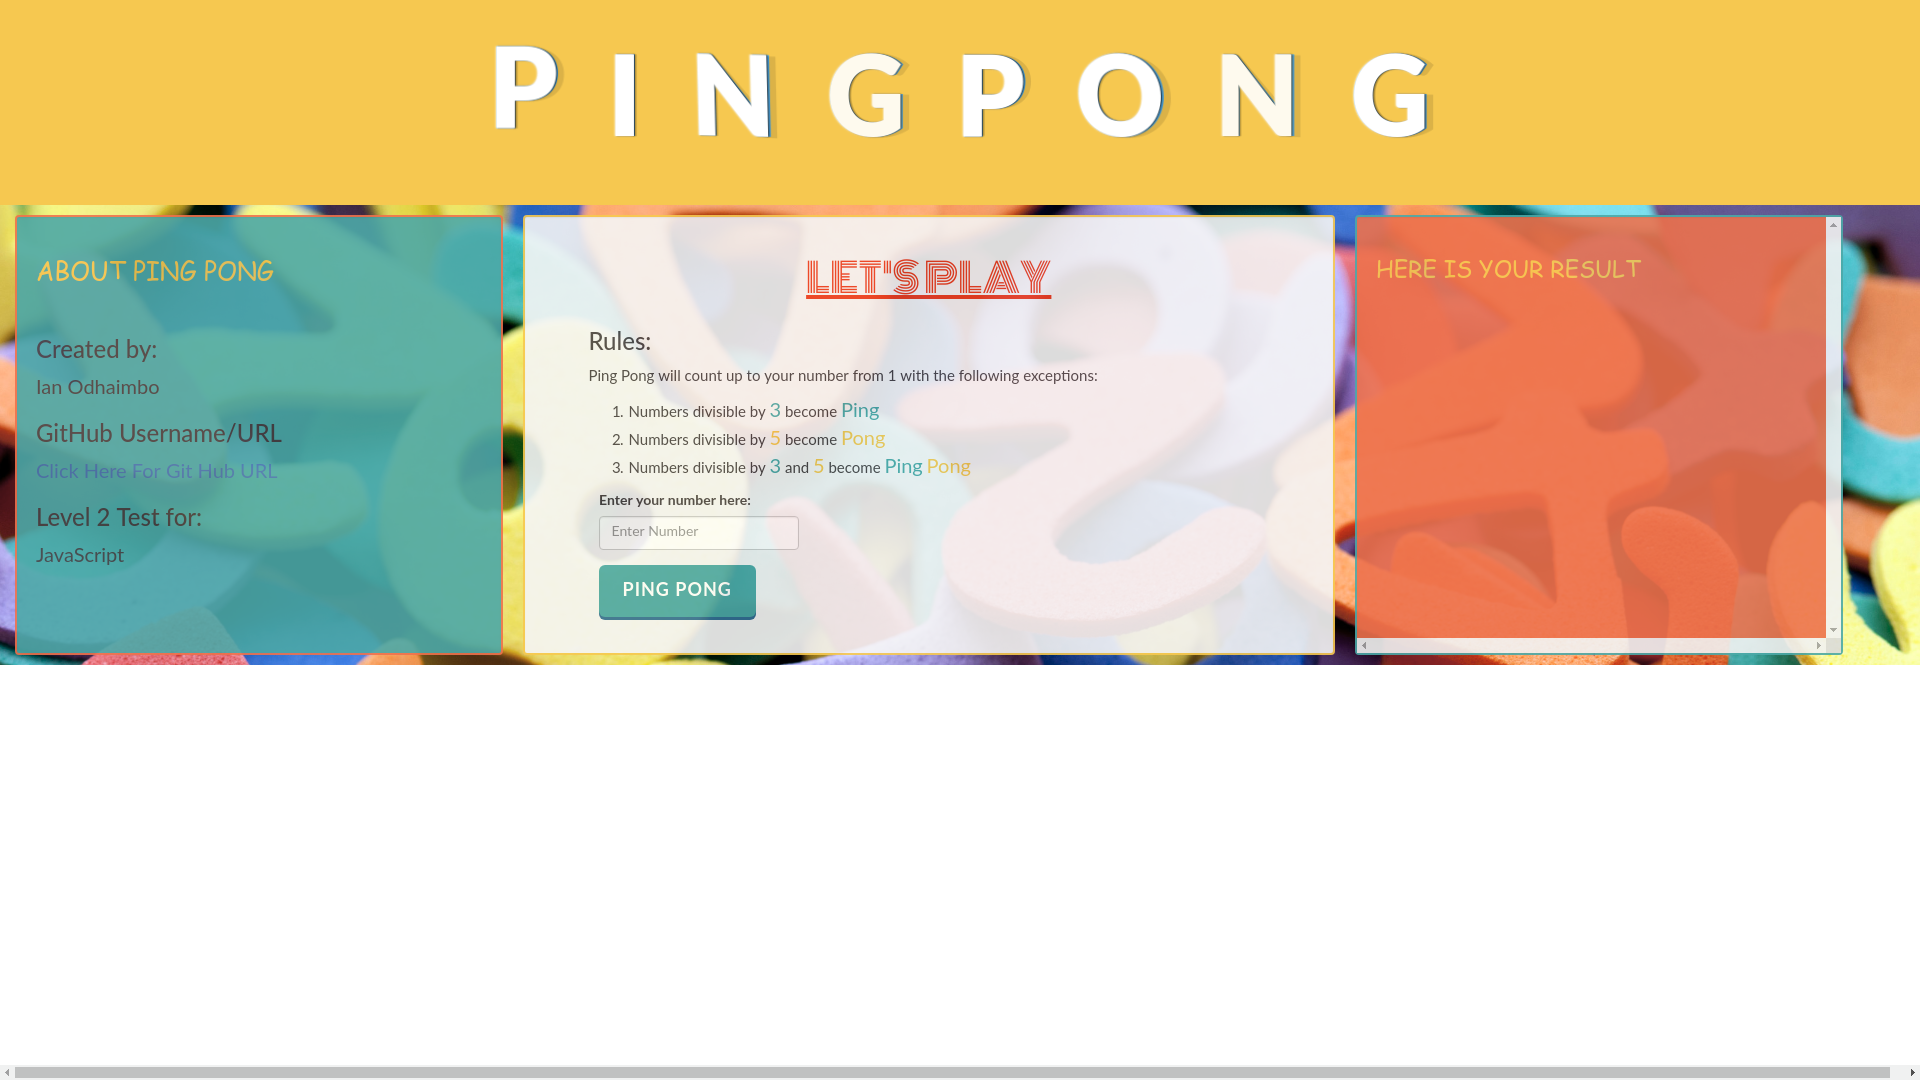 PINGPONG
ABOUT PING PONG
Created by:
Ian Odhaimbo
GitHub Username/URL
Click Here For Git Hub URL
Level 2 Test for:
JavaScript
LET'S PLAY
Rules:
Ping Pong will count up to your number from 1 with the following exceptions:
1. Numbers divisible by 3 become Ping
2. Numbers divisible by 5 become Pong
3. Numbers divisible by 3 and 5 become Ping Pong
Enter your number here:
Enter Number
PING PONG
HERE IS YOUR RESULT